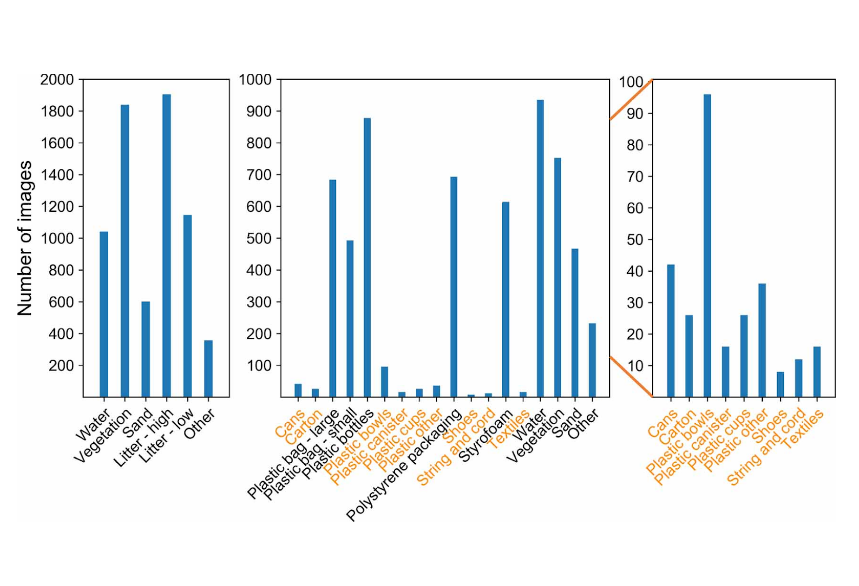 Number of images
2000
1800
1600
1400
1200
1000
800
600
400
200
Water
Vegetation
Sand
Litter - high
Litter - low
Other
1000
900
800
700
600
500
400
300
200
100
Cans
Carton
Plastic bag - large
Plastic bag - small
Plastic bottles
Plastic bowls
Plastic canister
Plastic cups
Plastic other
Polystyrene packaging
Shoes
String and cord
Styrofoam
Textiles
Water
Vegetation
Sand
Other
100
90
80
70
60
50
40
30
20
10
Cans
Carton
Plastic bowls
Plastic canister
Plastic cups
Plastic other
Shoes
String and cord
Textiles